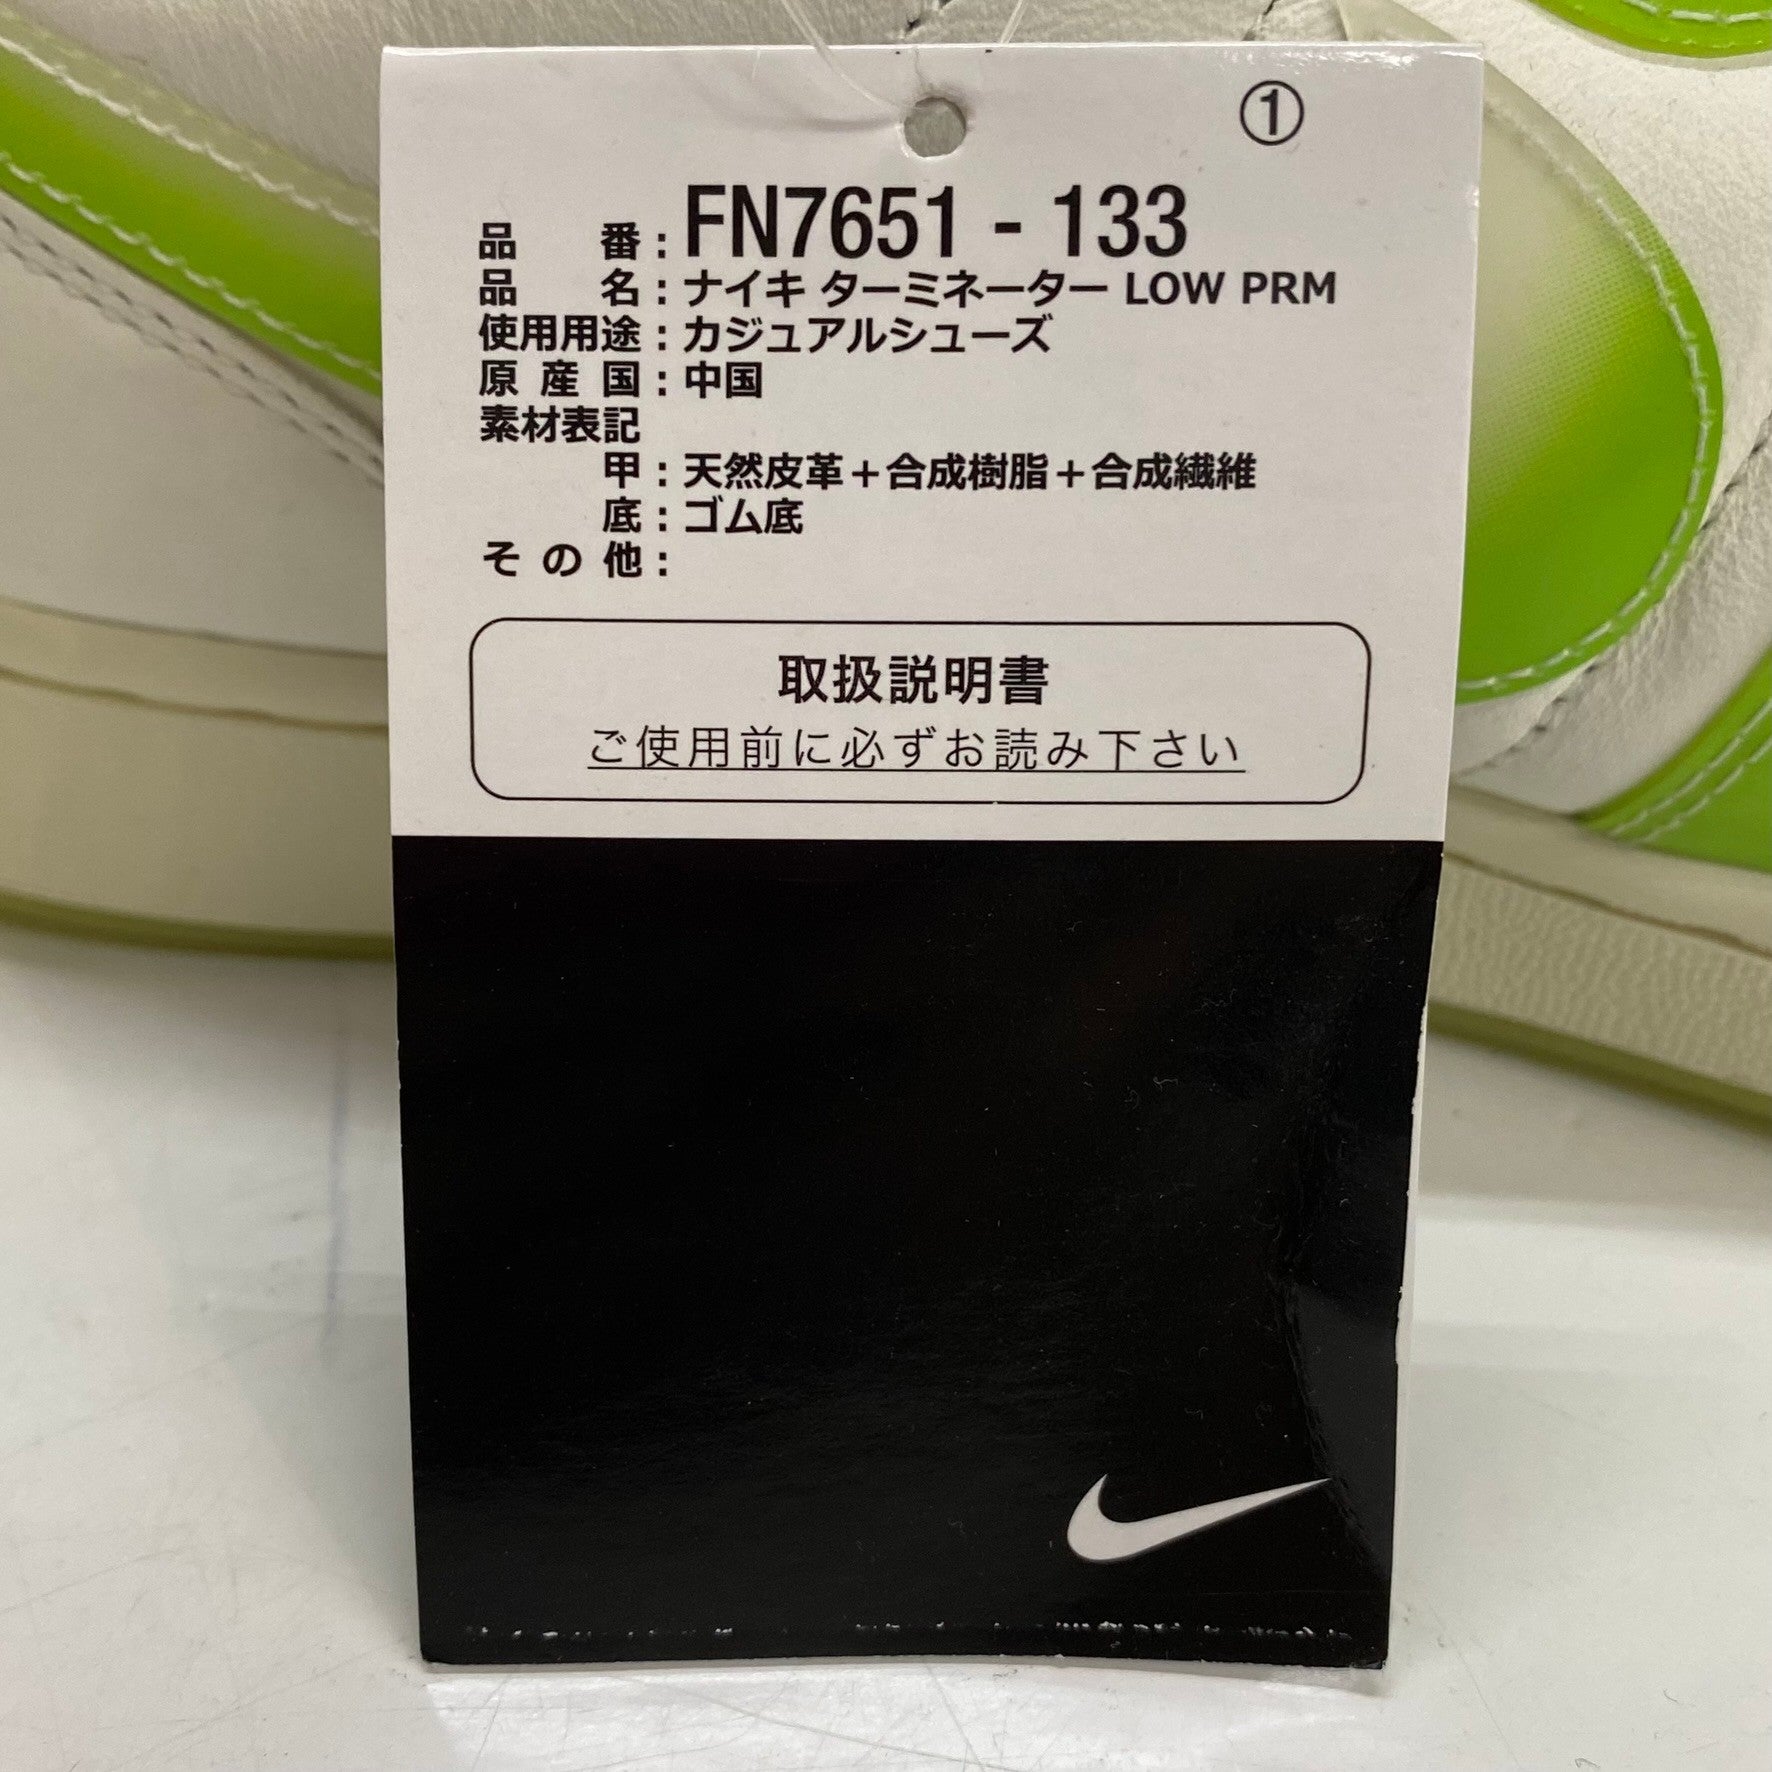 ①
品番：FN7651 - 133
品名：ナイキ ターミネーター LOW PRM
使用用途：カジュアルシューズ
原産国：中国
素材表記
甲：天然皮革＋合成樹脂＋合成繊維
底：ゴム底
その他：
取扱説明書
ご使用前に必ずお読み下さい